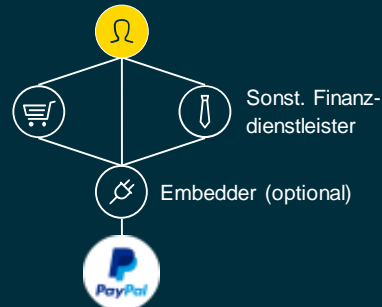 Sonst. Finanz-
dienstleister
Embedder (optional)
PayPal